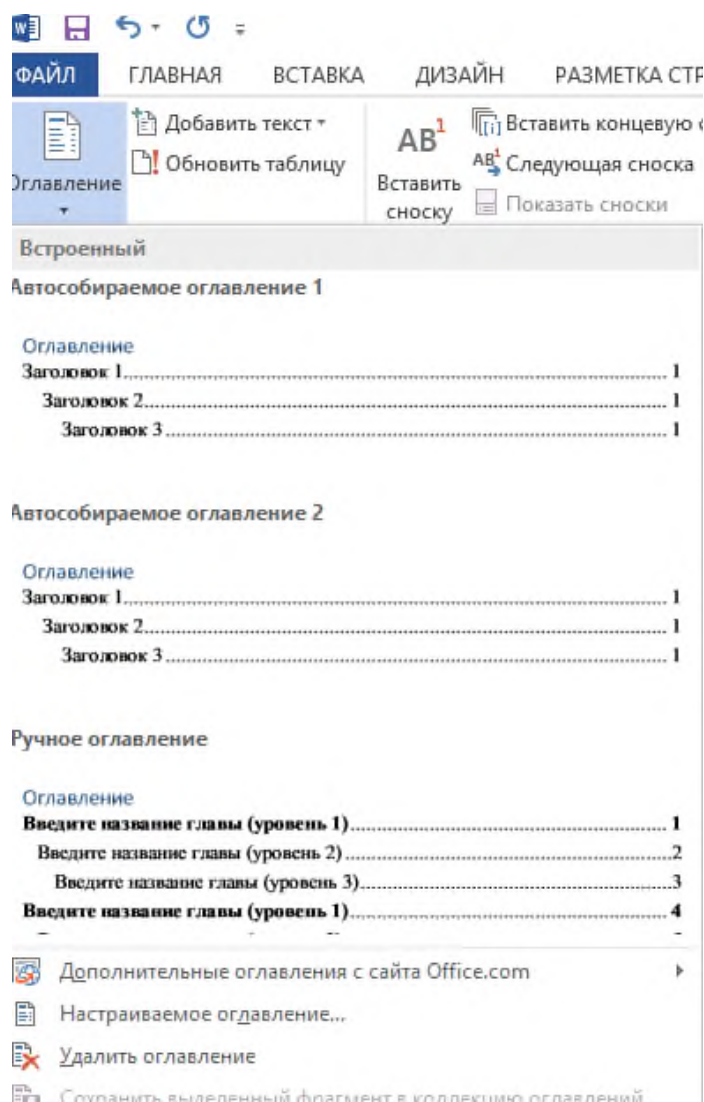 ФАЙЛ ГЛАВНАЯ ВСТАВКА ДИЗАЙН РАЗМЕТКА СТР
Оглавление
Добавить текст
Обновить таблицу
AB1
Вставить
сноску
[i] Вставить концевую с
AB1 Следующая сноска
Показать сноски
Встроенный
Автособираемое оглавление 1
Оглавление
Заголовок 1 1
Заголовок 2 1
Заголовок 3 1
Автособираемое оглавление 2
Оглавление
Заголовок 1 1
Заголовок 2 1
Заголовок 3 1
Ручное оглавление
Оглавление
Введите название главы (уровень 1) 1
Введите название главы (уровень 2) 2
Введите название главы (уровень 3) 3
Введите название главы (уровень 1) 4
Дополнительные оглавления с сайта Office.com
Настраиваемое оглавление...
Удалить оглавление
Сохранить выделенный фрагмент в коллекцию оглавлений